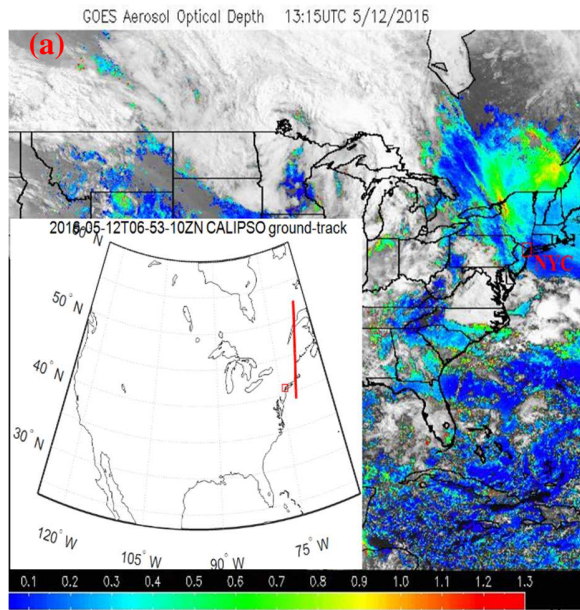 GOES Aerosol Optical Depth 13:15UTC 5/12/2016
(a)
NYC
2016-05-12T06-53-10ZN CALIPSO ground-track
60°N
50°N
40°N
30°N
120°W
105°W
90°W
75°W
0.1 0.2 0.3 0.4 0.5 0.6 0.7 0.8 0.9 1.0 1.1 1.2 1.3